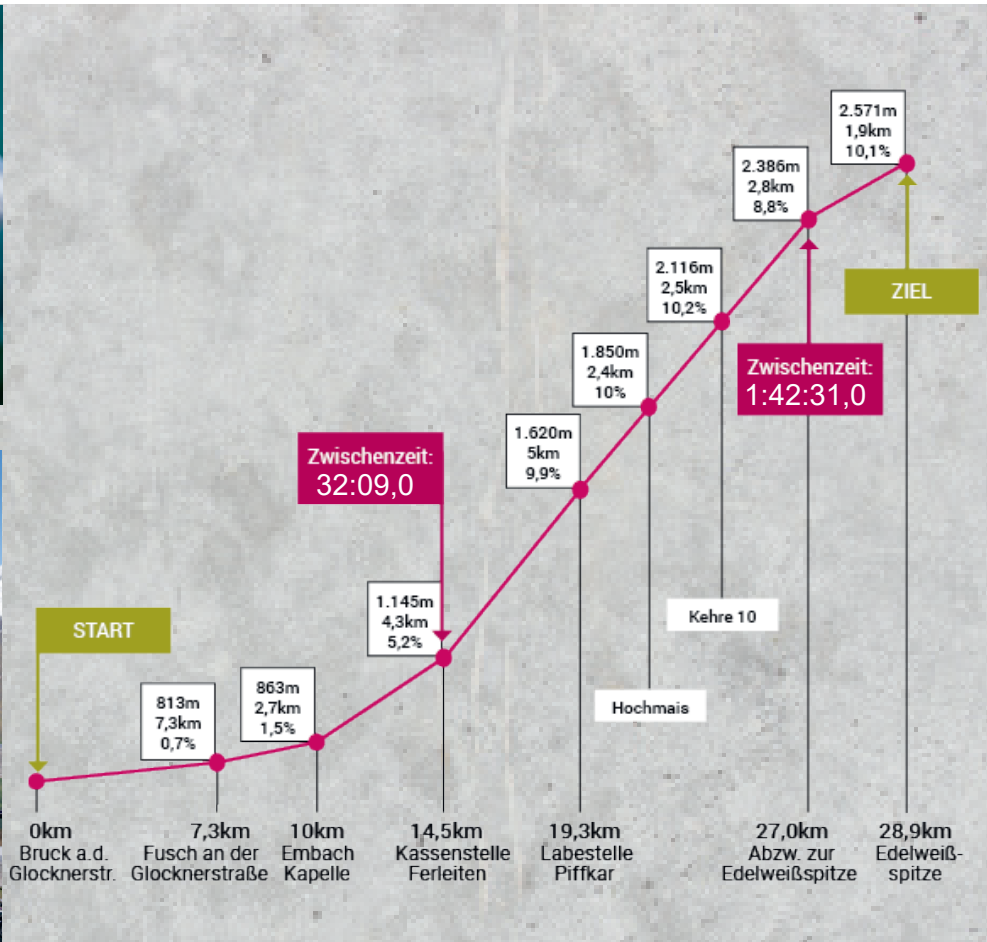 2.571m
1,9km
10,1%
2.386m
2,8km
8,8%
2.116m
2,5km
10,2%
ZIEL
1.850m
2,4km
10%
Zwischenzeit:
1:42:31,0
1.620m
5km
9,9%
Zwischenzeit:
32:09,0
1.145m
4,3km
5,2%
START
Kehre 10
813m
7,3km
0,7%
863m
2,7km
1,5%
Hochmais
0km
Bruck a.d.
Glocknerstr.
7,3km
Fusch an der
Glocknerstraße
10km
Embach
Kapelle
14,5km
Kassenstelle
Ferleiten
19,3km
Labestelle
Piffkar
27,0km
Abzw. zur
Edelweißspitze
28,9km
Edelweiß-
spitze